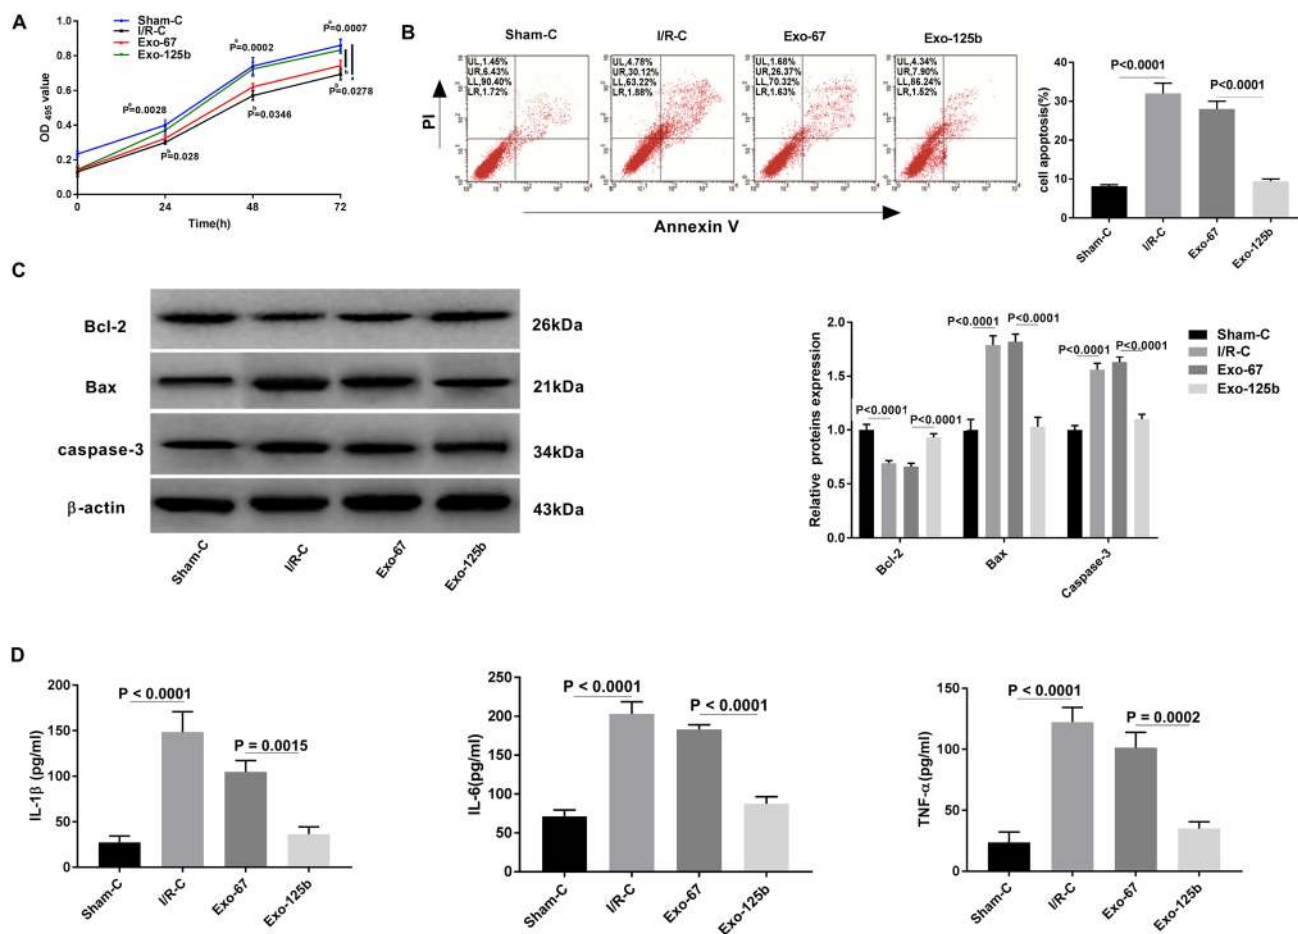 A
Sham-C
I/R-C
Exo-67
Exo-125b
OD 495 value
1.0
0.8
0.6
0.4
0.2
0.0
0
24
48
72
Time(h)
a
P=0.0028
b
P=0.028
a
P=0.0002
b
P=0.0346
a
P=0.0007
b
P=0.0278
b
a
B
Sham-C
I/R-C
Exo-67
Exo-125b
UL,1.45%
UR,6.43%
LL,90.40%
LR,1.72%
UL,4.78%
UR,30.12%
LL,63.22%
LR,1.88%
UL,1.68%
UR,26.37%
LL,70.32%
LR,1.63%
UL,4.34%
UR,7.90%
LL,86.24%
LR,1.52%
PI
Annexin V
cell apoptosis(%)
40
30
20
10
0
P<0.0001
P<0.0001
Sham-C
I/R-C
Exo-67
Exo-125b
C
Bcl-2
26kDa
Bax
21kDa
caspase-3
34kDa
β-actin
43kDa
Sham-C
I/R-C
Exo-67
Exo-125b
Relative proteins expression
2.0
1.5
1.0
0.5
0.0
P<0.0001
P<0.0001
P<0.0001
P<0.0001
P<0.0001
P<0.0001
Bcl-2
Bax
Caspase-3
Sham-C
I/R-C
Exo-67
Exo-125b
D
IL-1β (pg/ml)
200
150
100
50
0
P < 0.0001
P = 0.0015
Sham-C
I/R-C
Exo-67
Exo-125b
IL-6(pg/ml)
250
200
150
100
50
0
P < 0.0001
P < 0.0001
Sham-C
I/R-C
Exo-67
Exo-125b
TNF-α(pg/ml)
150
100
50
0
P < 0.0001
P = 0.0002
Sham-C
I/R-C
Exo-67
Exo-125b